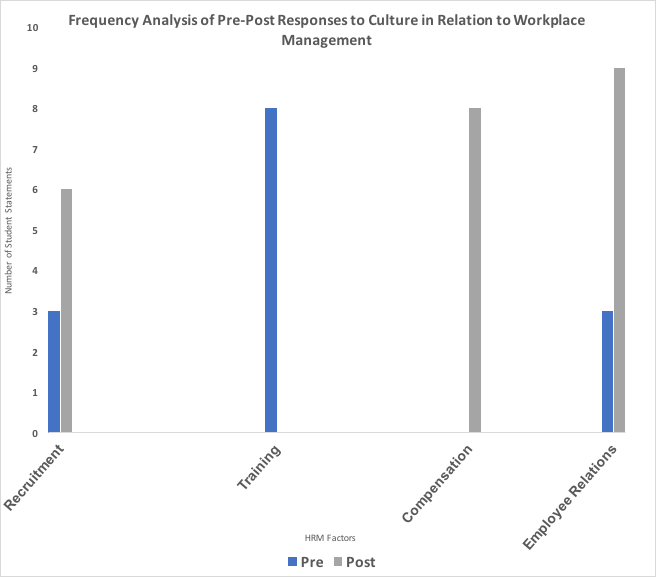 Frequency Analysis of Pre-Post Responses to Culture in Relation to Workplace
Management
10
9
8
7
6
5
4
3
2
1
0
Number of Student Statements
Recruitment
Training
Compensation
Employee Relations
HRM Factors
Pre
Post